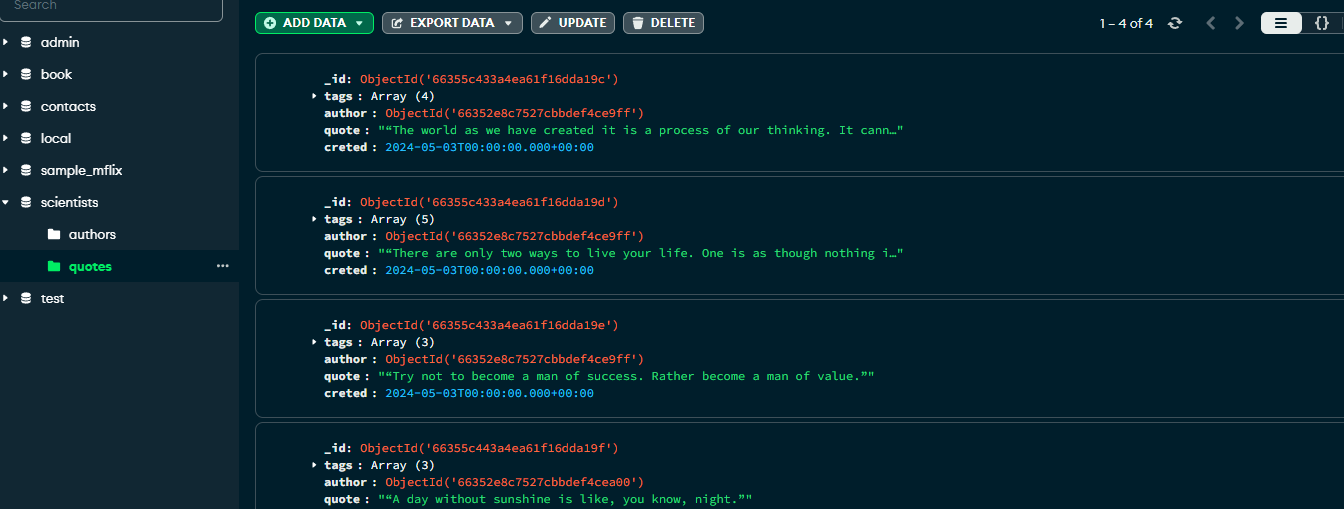 Search
admin
book
contacts
local
sample_mflix
scientists
authors
quotes
test
ADD DATA
EXPORT DATA
UPDATE
DELETE
1 – 4 of 4
{}
_id: ObjectId('66355c433a4ea61f16dda19c')
tags : Array (4)
author : ObjectId('66352e8c7527cbbdef4ce9ff')
quote : "“The world as we have created it is a process of our thinking. It cann…"
creted : 2024-05-03T00:00:00.000+00:00
_id: ObjectId('66355c433a4ea61f16dda19d')
tags : Array (5)
author : ObjectId('66352e8c7527cbbdef4ce9ff')
quote : "“There are only two ways to live your life. One is as though nothing i…"
creted : 2024-05-03T00:00:00.000+00:00
_id: ObjectId('66355c433a4ea61f16dda19e')
tags : Array (3)
author : ObjectId('66352e8c7527cbbdef4ce9ff')
quote : "“Try not to become a man of success. Rather become a man of value.”"
creted : 2024-05-03T00:00:00.000+00:00
_id: ObjectId('66355c443a4ea61f16dda19f')
tags : Array (3)
author : ObjectId('66352e8c7527cbbdef4cea00')
quote : "“A day without sunshine is like, you know, night.”"